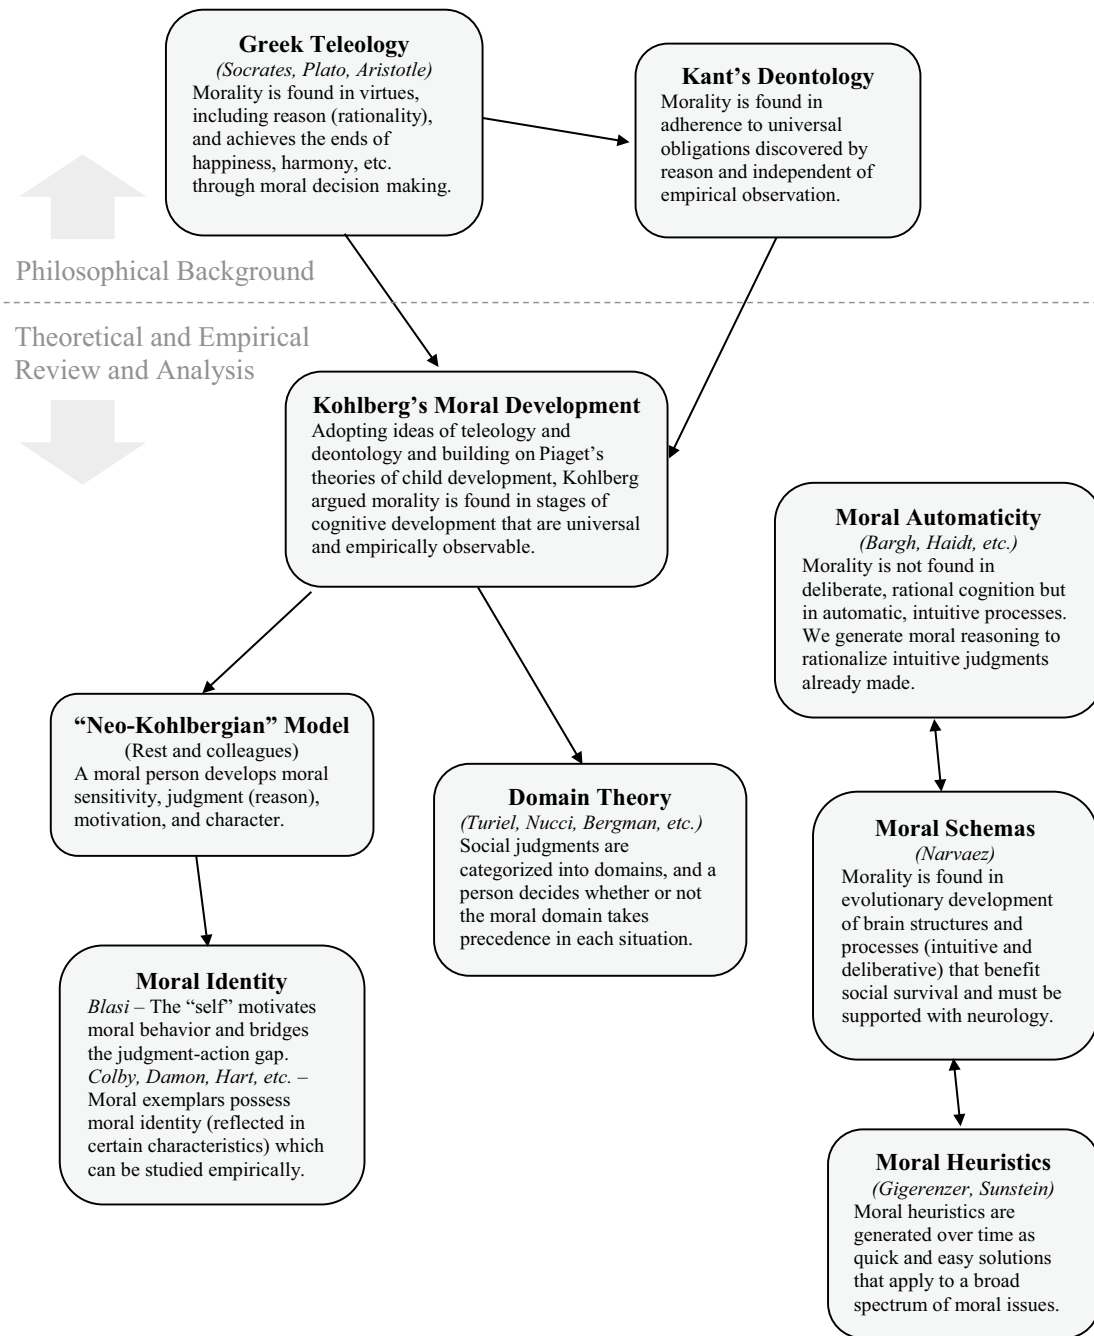 Greek Teleology
(Socrates, Plato, Aristotle)
Morality is found in virtues,
including reason (rationality),
and achieves the ends of
happiness, harmony, etc.
through moral decision making.
Kant’s Deontology
Morality is found in
adherence to universal
obligations discovered by
reason and independent of
empirical observation.
Philosophical Background
Theoretical and Empirical
Review and Analysis
Kohlberg’s Moral Development
Adopting ideas of teleology and
deontology and building on Piaget’s
theories of child development, Kohlberg
argued morality is found in stages of
cognitive development that are universal
and empirically observable.
Moral Automaticity
(Bargh, Haidt, etc.)
Morality is not found in
deliberate, rational cognition but
in automatic, intuitive processes.
We generate moral reasoning to
rationalize intuitive judgments
already made.
“Neo-Kohlbergian” Model
(Rest and colleagues)
A moral person develops moral
sensitivity, judgment (reason),
motivation, and character.
Domain Theory
(Turiel, Nucci, Bergman, etc.)
Social judgments are
categorized into domains, and a
person decides whether or not
the moral domain takes
precedence in each situation.
Moral Schemas
(Narvaez)
Morality is found in
evolutionary development
of brain structures and
processes (intuitive and
deliberative) that benefit
social survival and must be
supported with neurology.
Moral Identity
Blasi – The “self” motivates
moral behavior and bridges
the judgment-action gap.
Colby, Damon, Hart, etc. –
Moral exemplars possess
moral identity (reflected in
certain characteristics) which
can be studied empirically.
Moral Heuristics
(Gigerenzer, Sunstein)
Moral heuristics are
generated over time as
quick and easy solutions
that apply to a broad
spectrum of moral issues.